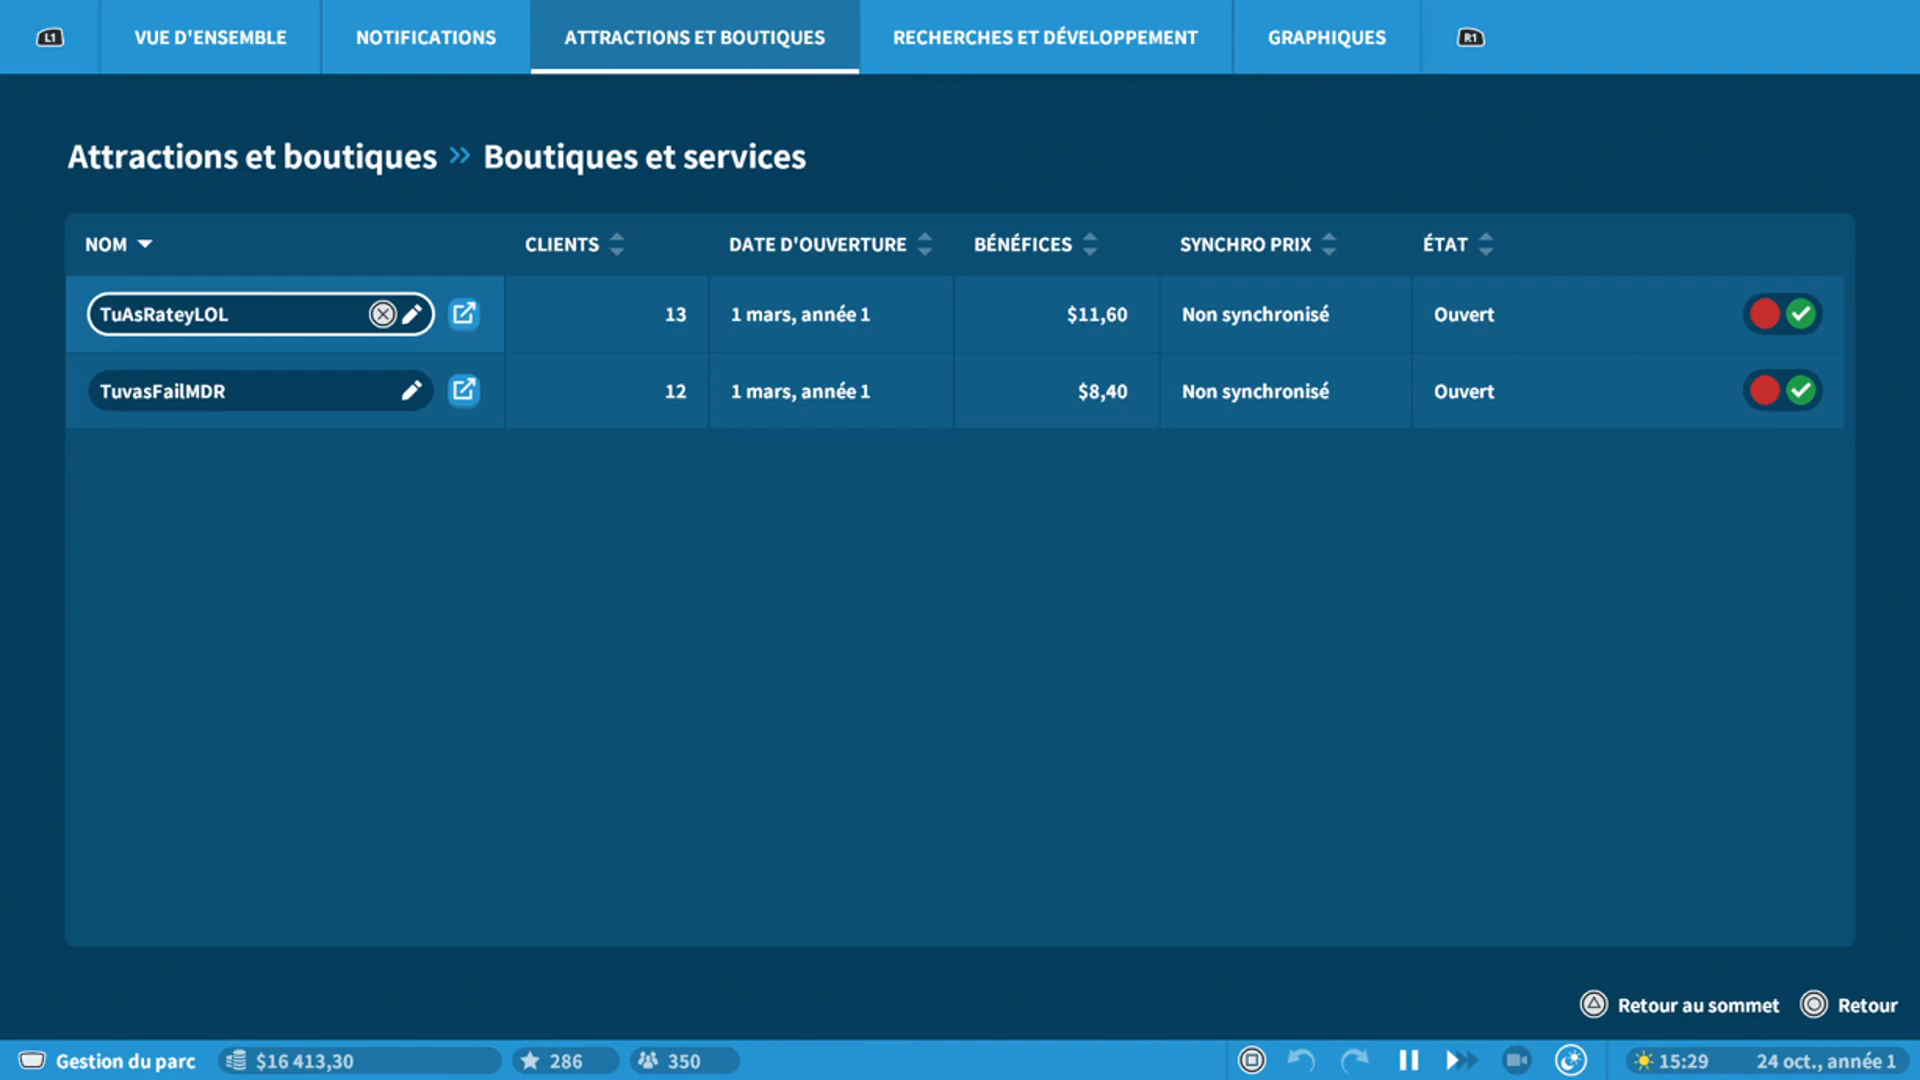 L1 VUE D'ENSEMBLE NOTIFICATIONS ATTRACTIONS ET BOUTIQUES RECHERCHES ET DÉVELOPPEMENT GRAPHIQUES R1
Attractions et boutiques » Boutiques et services
NOM CLIENTS DATE D'OUVERTURE BÉNÉFICES SYNCHRO PRIX ÉTAT
TuAsRateyLOL 13 1 mars, année 1 $11,60 Non synchronisé Ouvert
TuvasFailMDR 12 1 mars, année 1 $8,40 Non synchronisé Ouvert
Retour au sommet Retour
Gestion du parc $16 413,30 286 350 15:29 24 oct., année 1